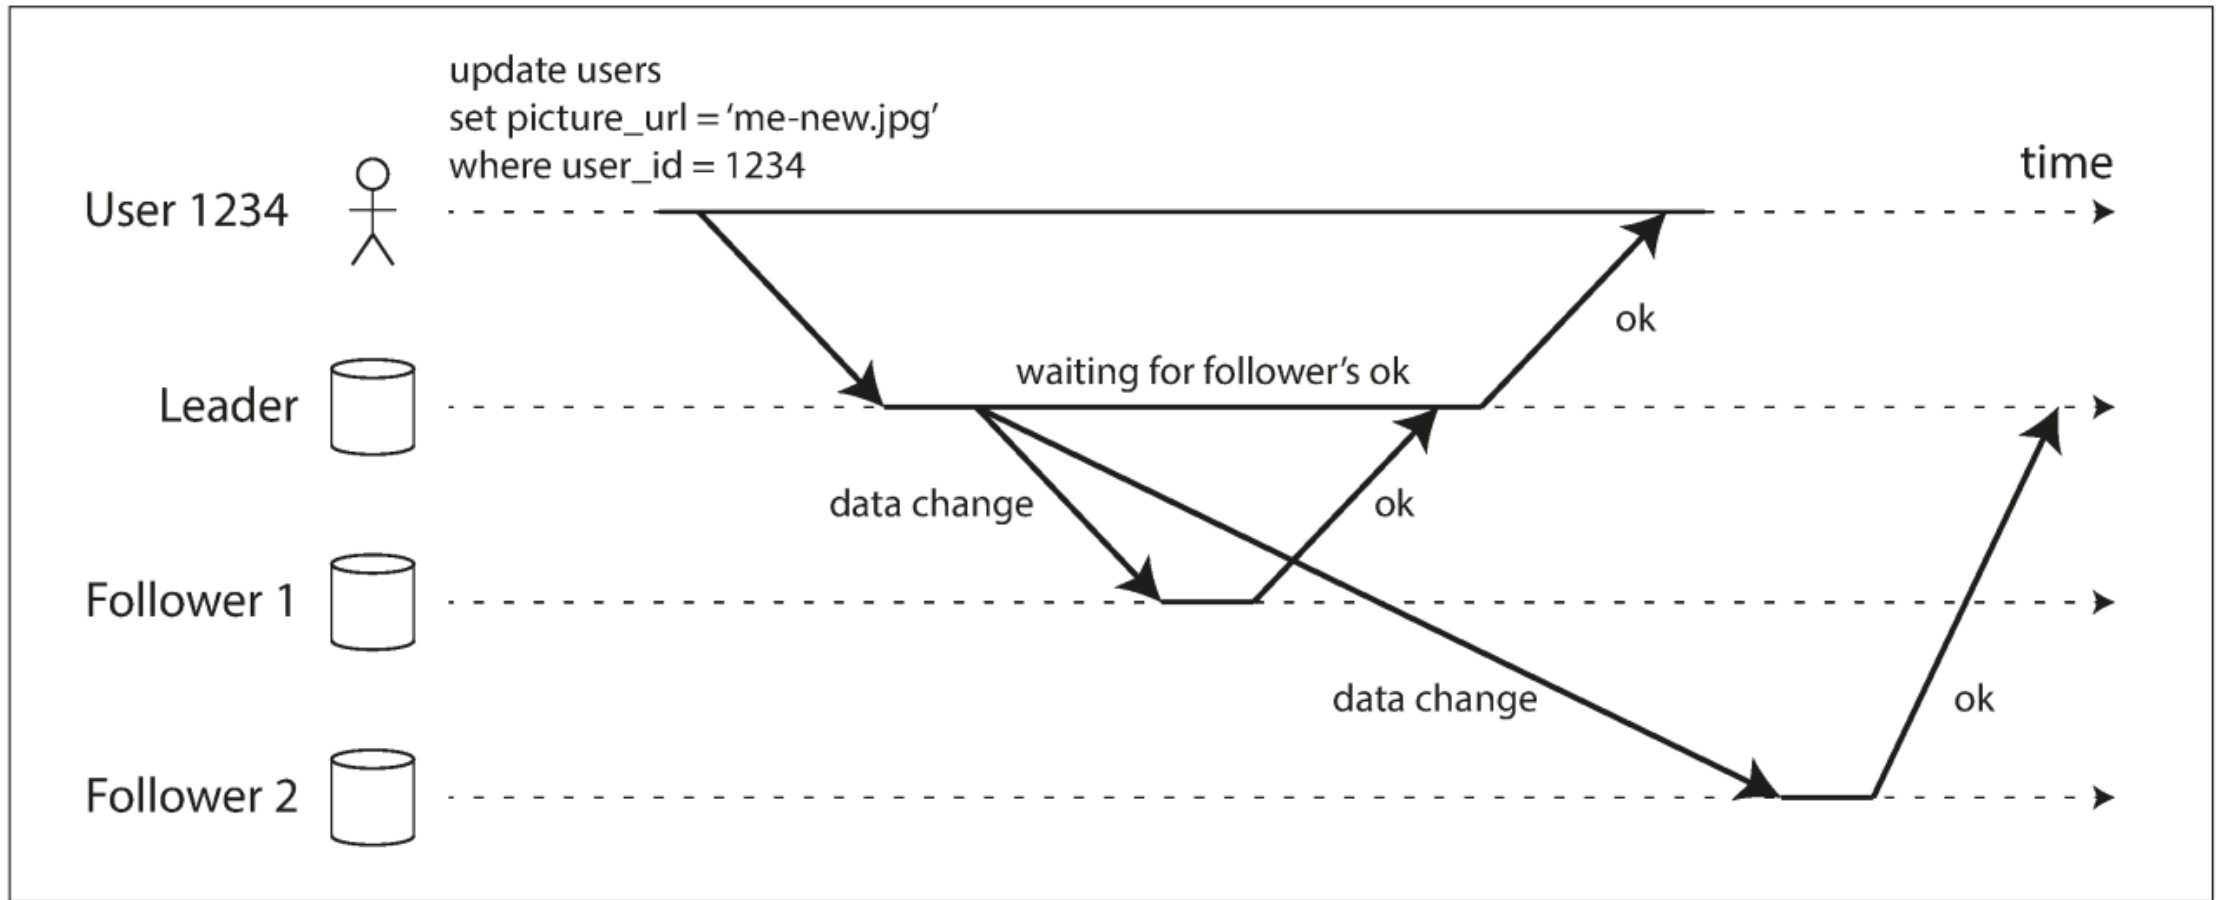 update users
set picture_url = ‘me-new.jpg’
where user_id = 1234
time
User 1234
ok
waiting for follower’s ok
Leader
data change
ok
Follower 1
data change
ok
Follower 2